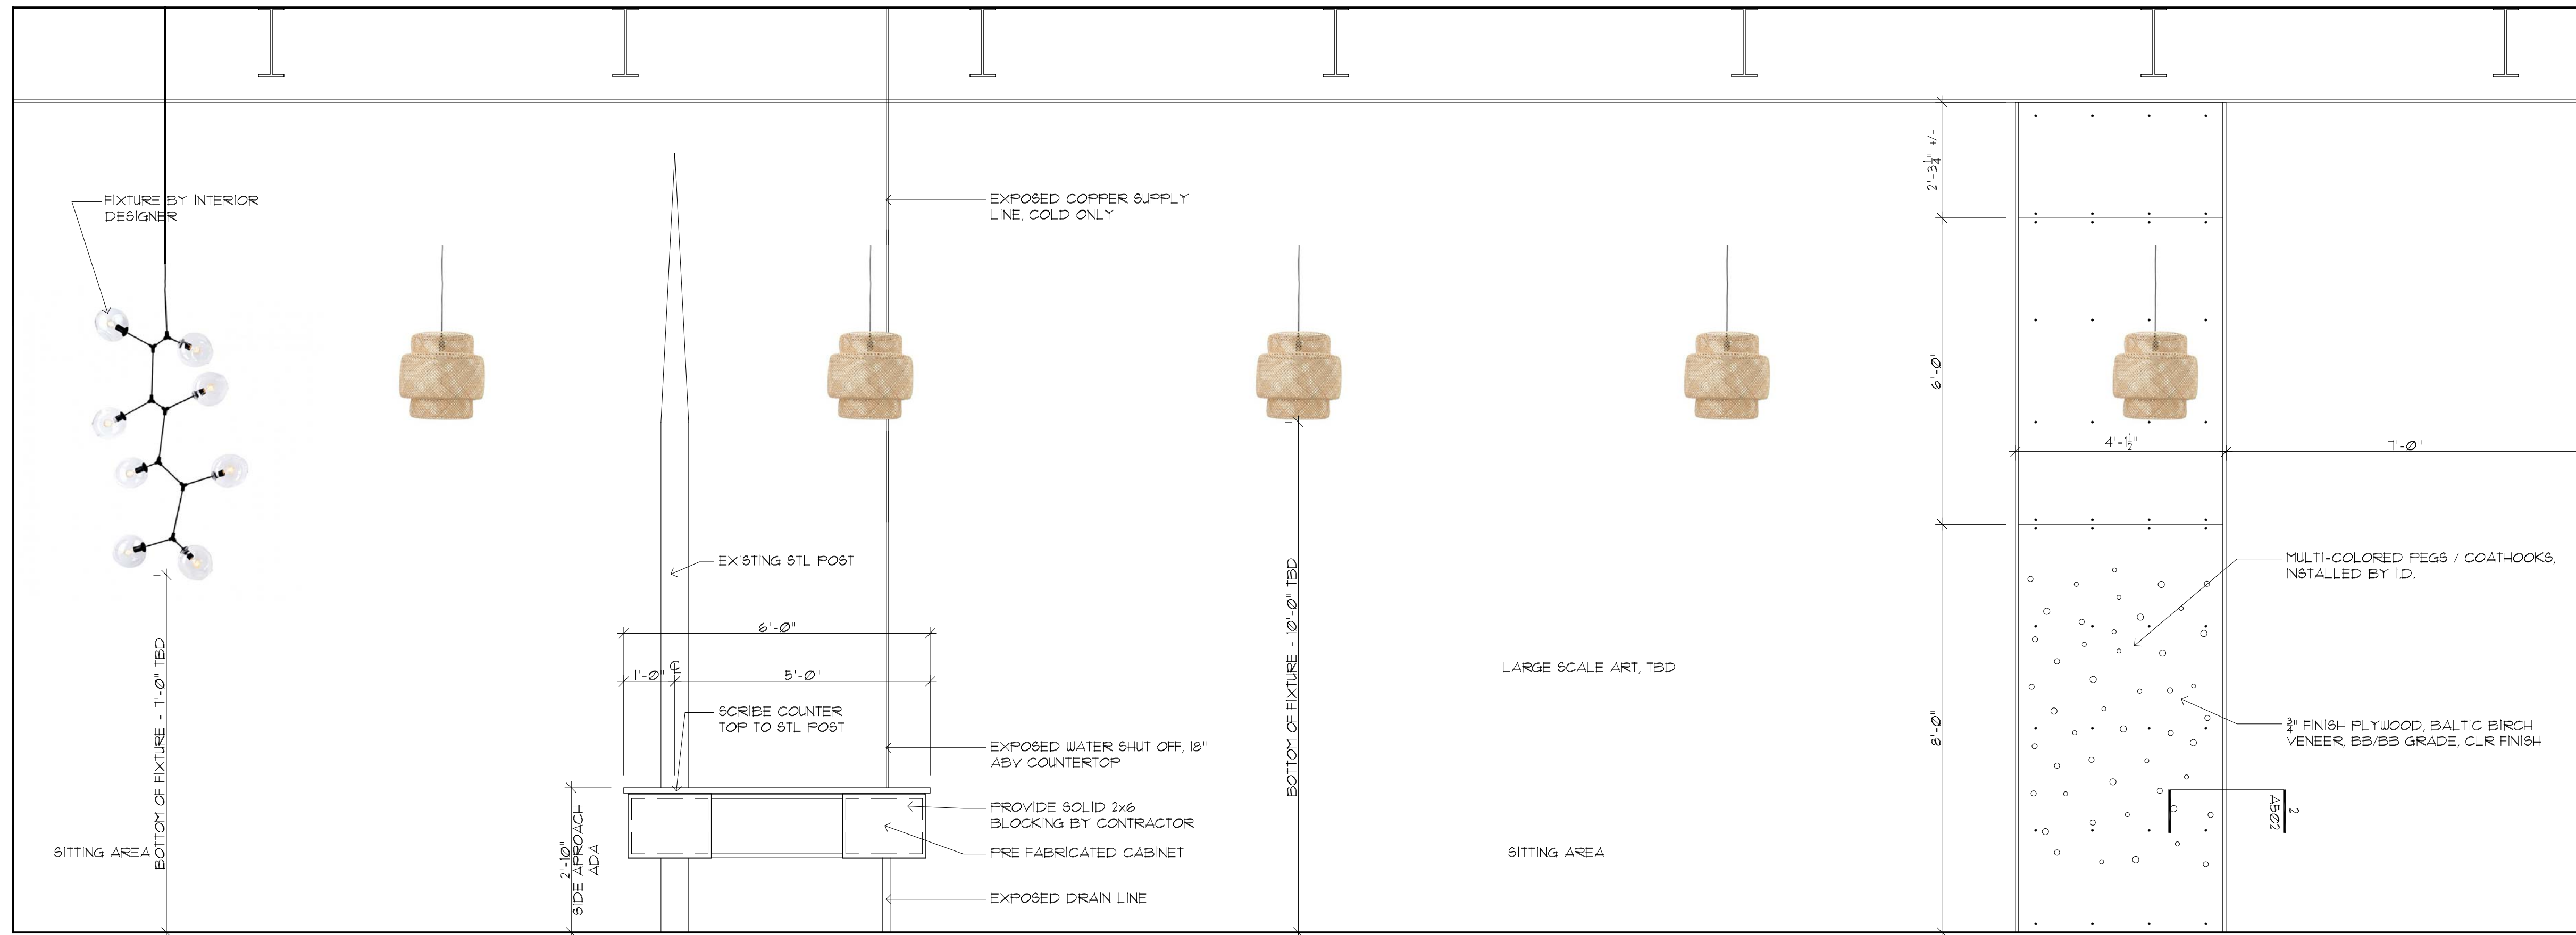 FIXTURE BY INTERIOR
DESIGNER
EXPOSED COPPER SUPPLY
LINE, COLD ONLY
2'-3 1/4" +/-
6'-0"
4'-1 1/2"
7'-0"
EXISTING STL POST
MULTI-COLORED PEGS / COATHOOKS,
INSTALLED BY I.D.
6'-0"
1'-0"
CL
5'-0"
LARGE SCALE ART, TBD
SCRIBE COUNTER
TOP TO STL POST
8'-0"
3/4" FINISH PLYWOOD, BALTIC BIRCH
VENEER, BB/BB GRADE, CLR FINISH
EXPOSED WATER SHUT OFF, 18"
ABV COUNTERTOP
BOTTOM OF FIXTURE - 7'-0" TBD
BOTTOM OF FIXTURE - 10'-0" TBD
PROVIDE SOLID 2x6
BLOCKING BY CONTRACTOR
2
A502
2'-10"
SIDE APPROACH
ADA
SITTING AREA
PRE FABRICATED CABINET
SITTING AREA
EXPOSED DRAIN LINE